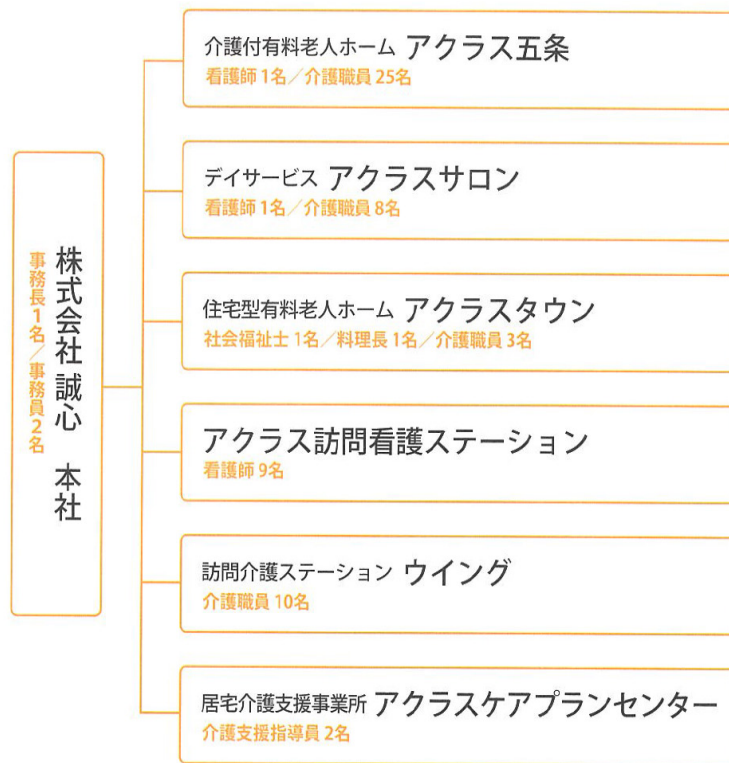 株式会社 誠心　本社
事務長1名／事務員2名
介護付有料老人ホーム アクラス五条
看護師 1名／介護職員 25名
デイサービス アクラスサロン
看護師 1名／介護職員 8名
住宅型有料老人ホーム アクラスタウン
社会福祉士 1名／料理長 1名／介護職員 3名
アクラス訪問看護ステーション
看護師 9名
訪問介護ステーション ウイング
介護職員 10名
居宅介護支援事業所 アクラスケアプランセンター
介護支援指導員 2名